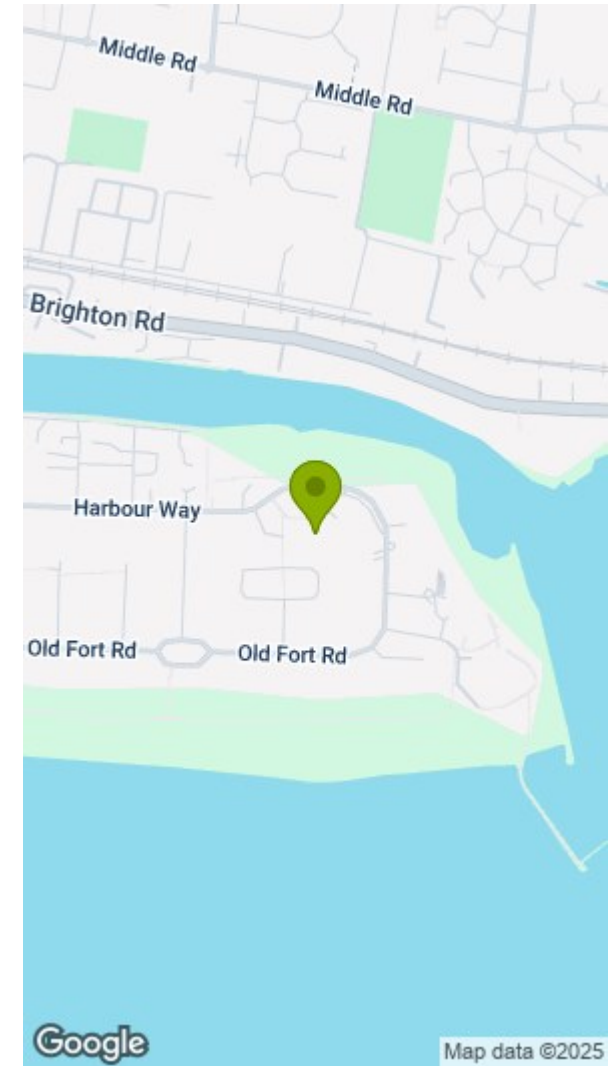 Middle Rd
Middle Rd
Brighton Rd
Harbour Way
Old Fort Rd
Old Fort Rd
Google
Map data ©2025